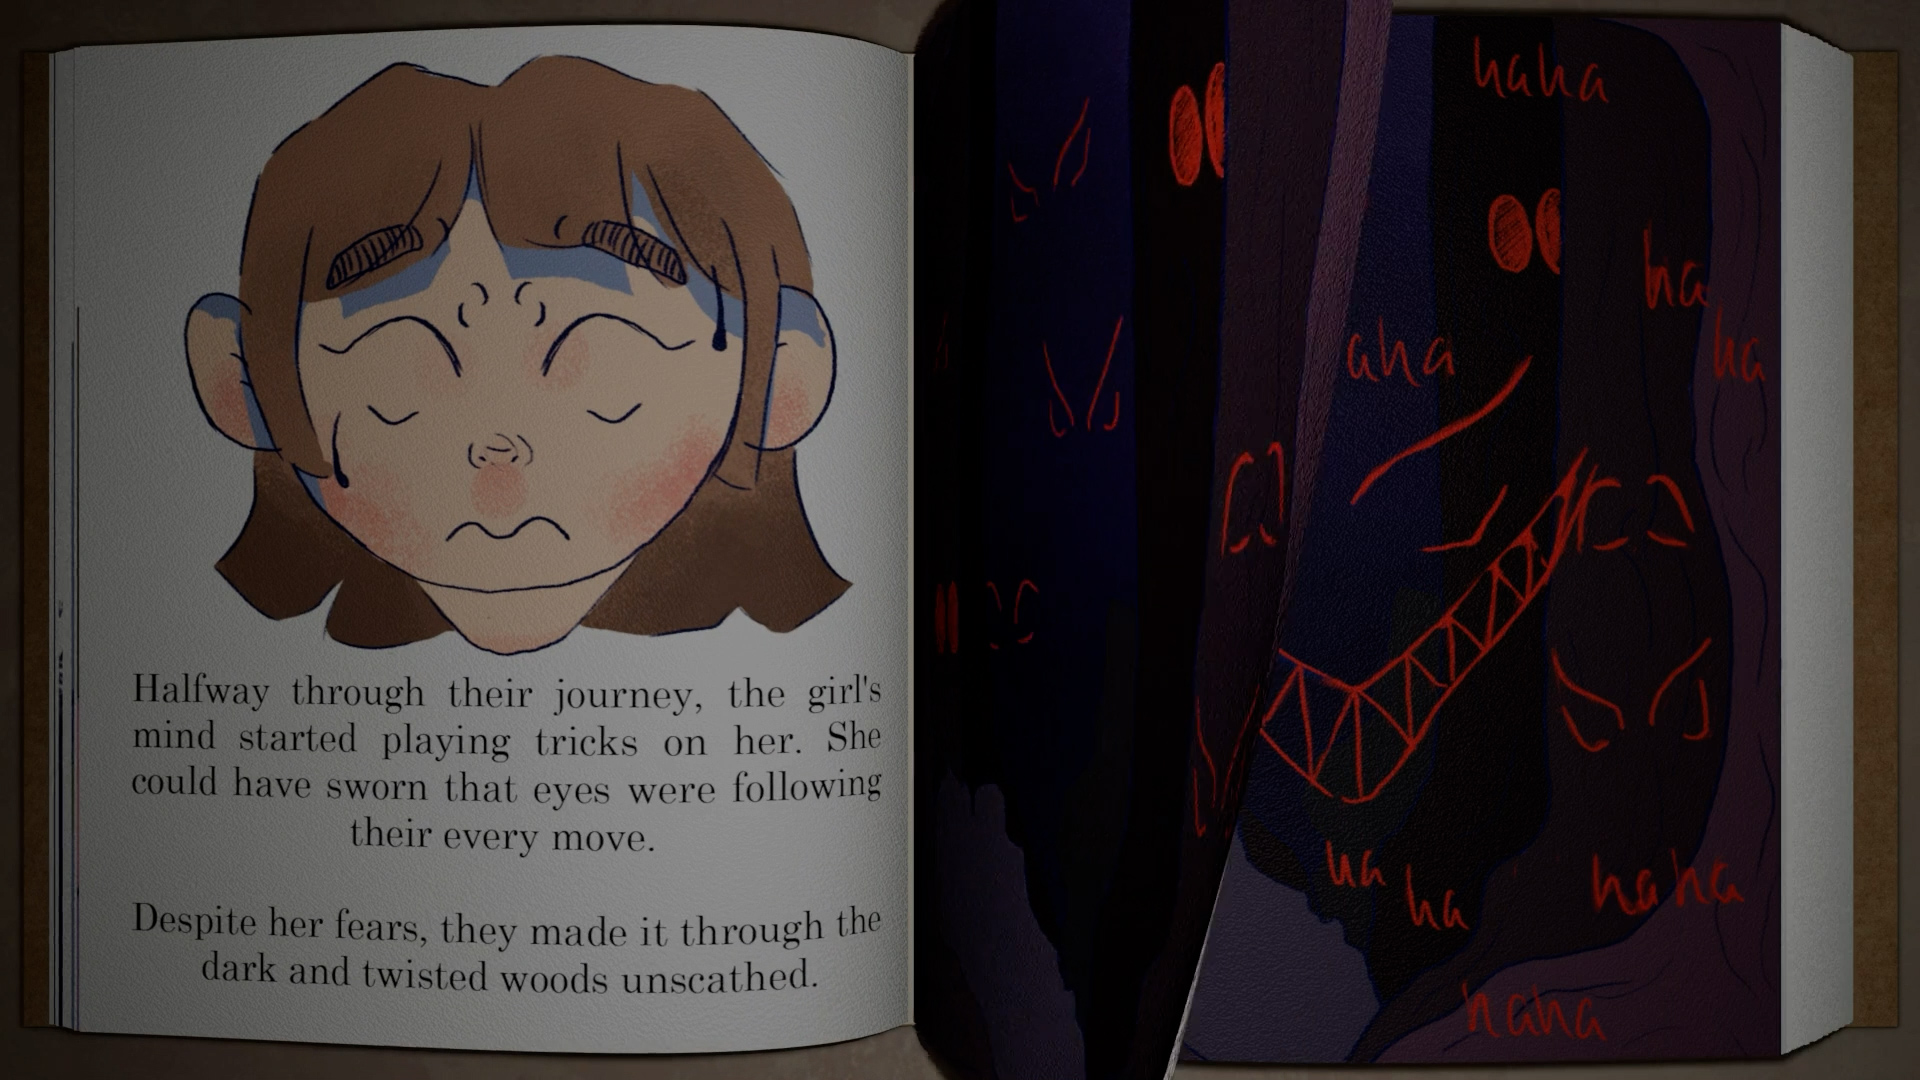 Halfway through their journey, the girl's
mind started playing tricks on her. She
could have sworn that eyes were following
their every move.
Despite her fears, they made it through the
dark and twisted woods unscathed.
haha
ha
ha
aha
ha
ha
haha
haha